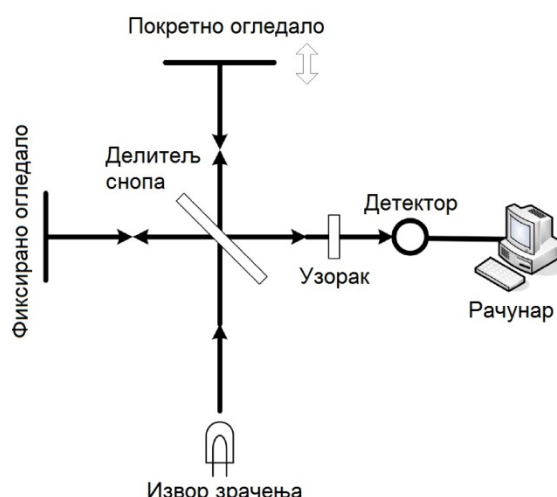 Покретно огледало
Фиксирано огледало
Делитељ
снопа
Детектор
Узорак
Рачунар
Извор зрачења